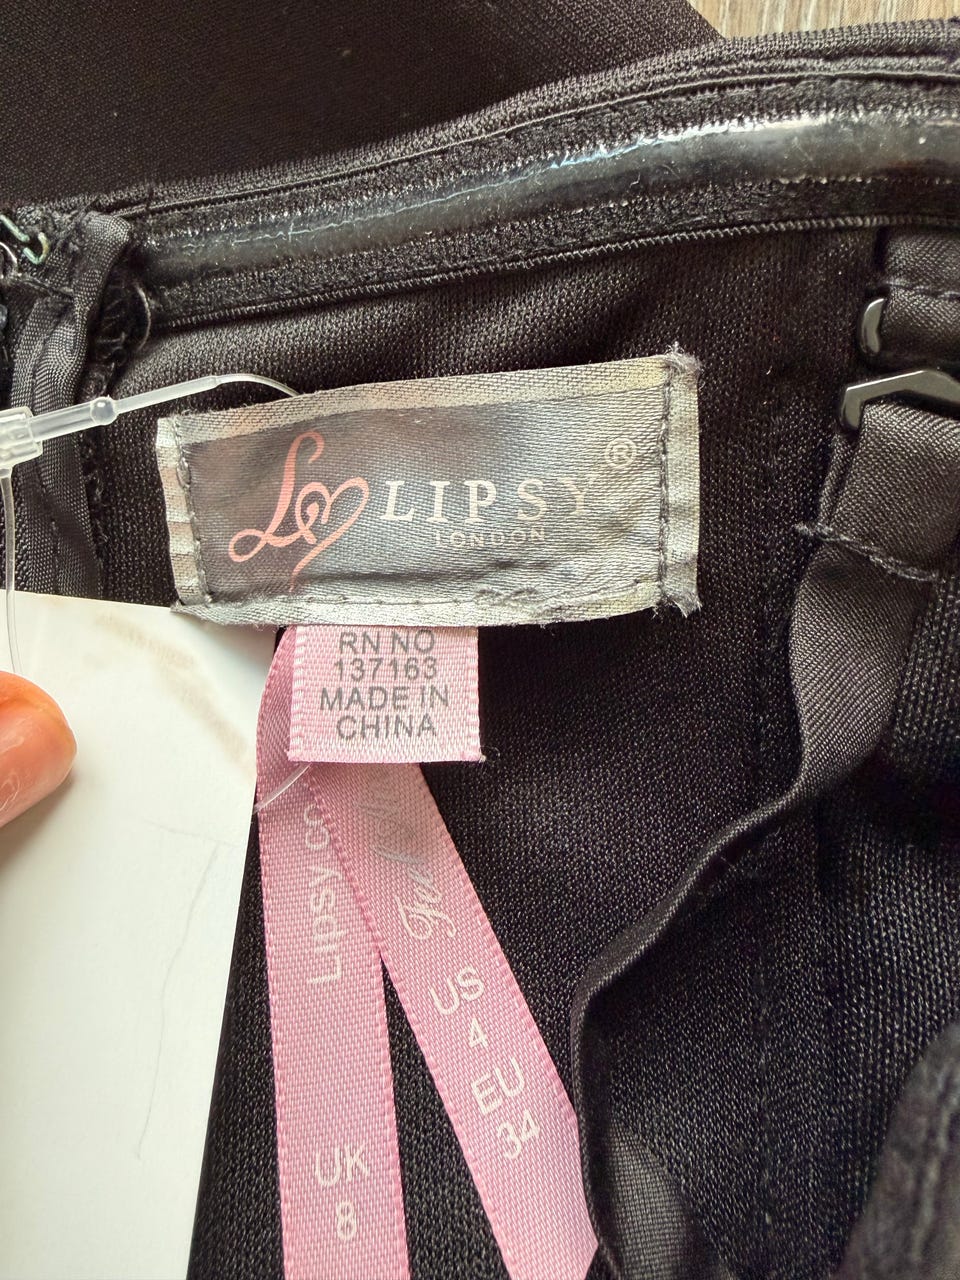 LIPSY®
LONDON
RN NO
137163
MADE IN
CHINA
Lipsy
UK
8
US
4
EU
34